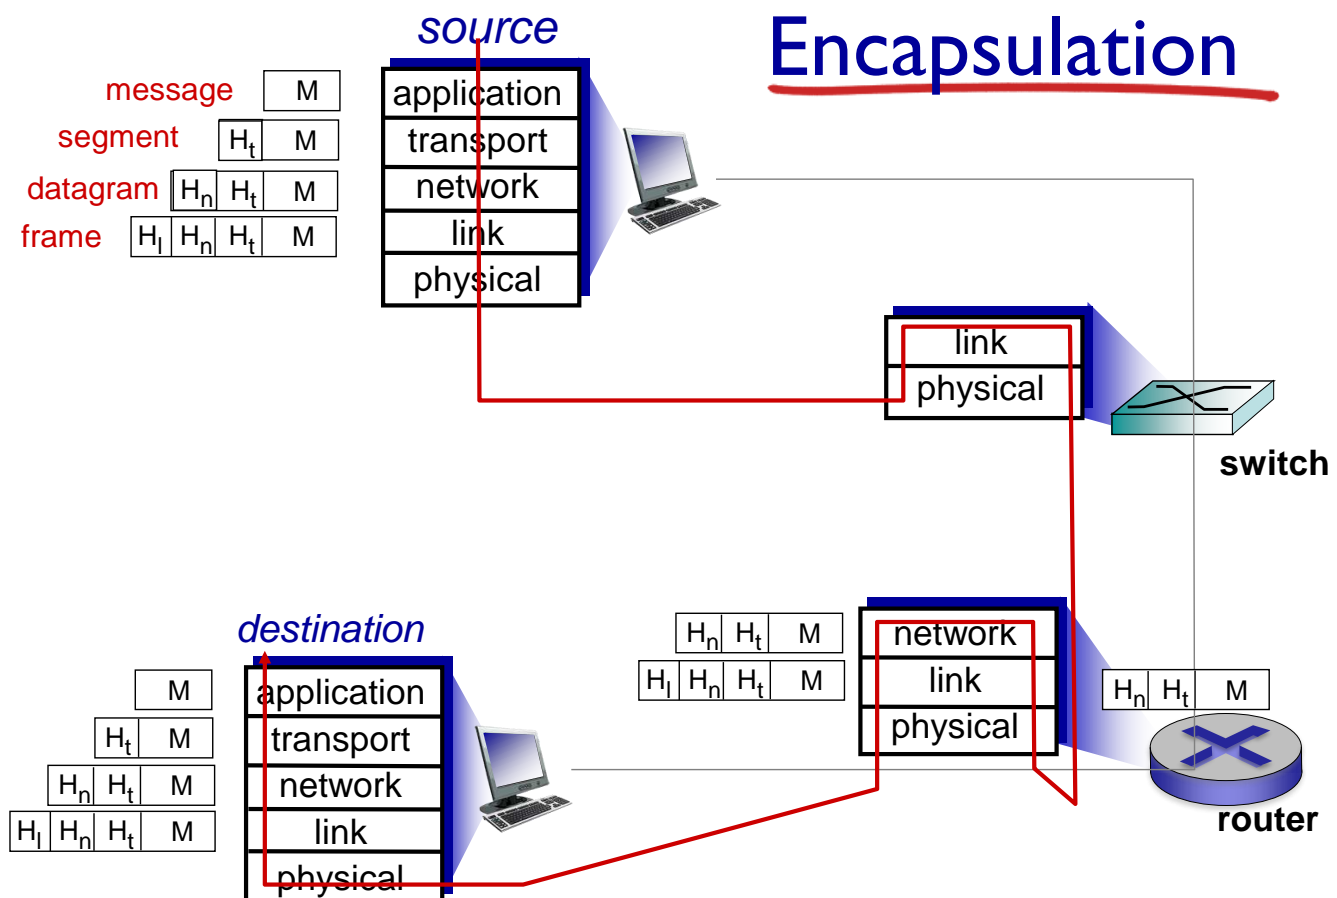 Encapsulation
source
message M
segment Hₜ M
datagram Hₙ Hₜ M
frame Hₗ Hₙ Hₜ M
application
transport
network
link
physical
link
physical
switch
destination
M
Hₜ M
Hₙ Hₜ M
Hₗ Hₙ Hₜ M
application
transport
network
link
physical
Hₙ Hₜ M
Hₗ Hₙ Hₜ M
network
link
physical
Hₙ Hₜ M
router